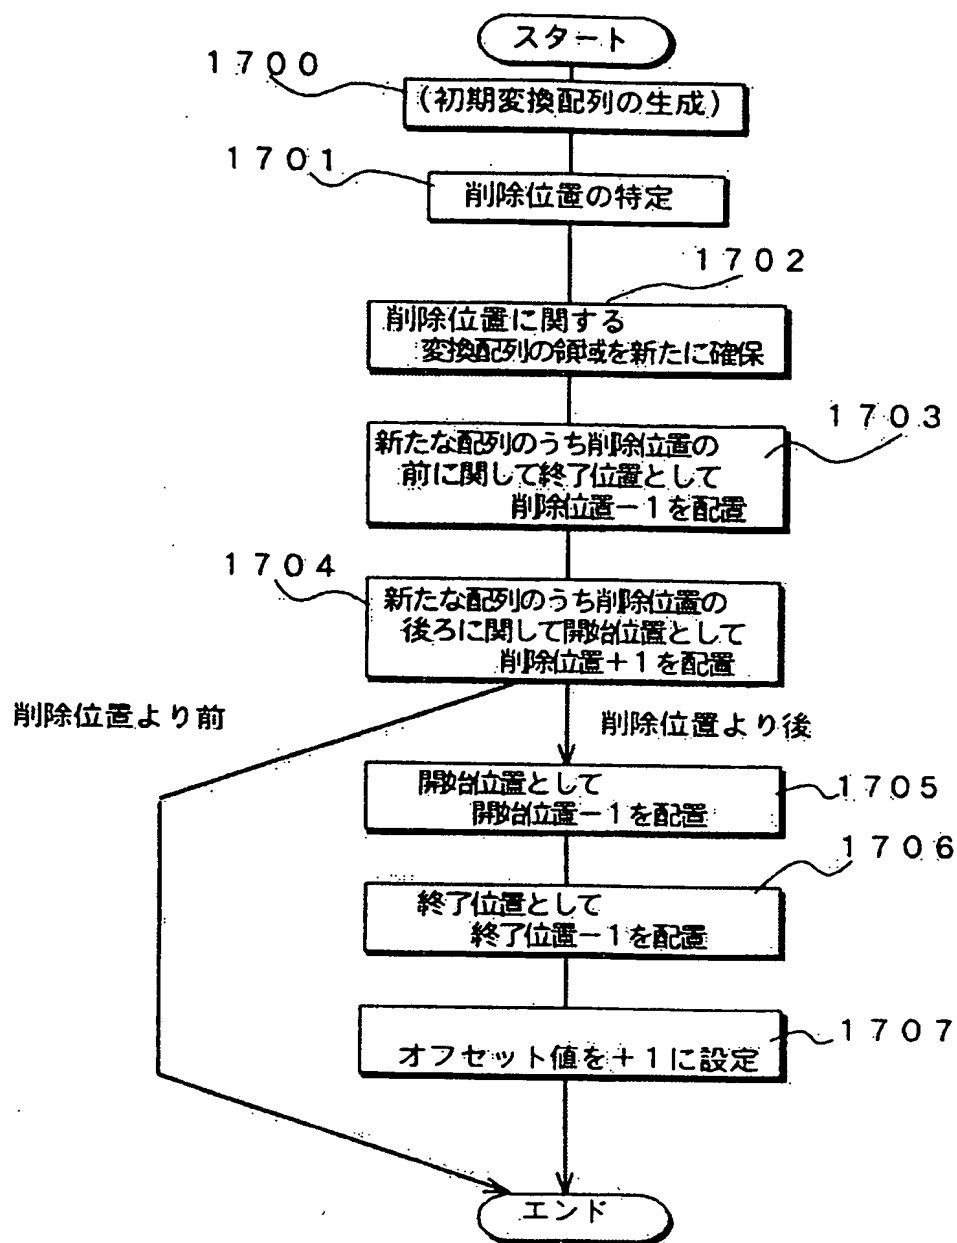 スタート
1700
(初期変換配列の生成)
1701
削除位置の特定
1702
削除位置に関する
変換配列の領域を新たに確保
1703
新たな配列のうち削除位置の
前に関して終了位置として
削除位置−1を配置
1704
新たな配列のうち削除位置の
後ろに関して開始位置として
削除位置+1を配置
削除位置より前
削除位置より後
開始位置として
開始位置−1を配置
1705
1706
終了位置として
終了位置−1を配置
1707
オフセット値を+1に設定
エンド